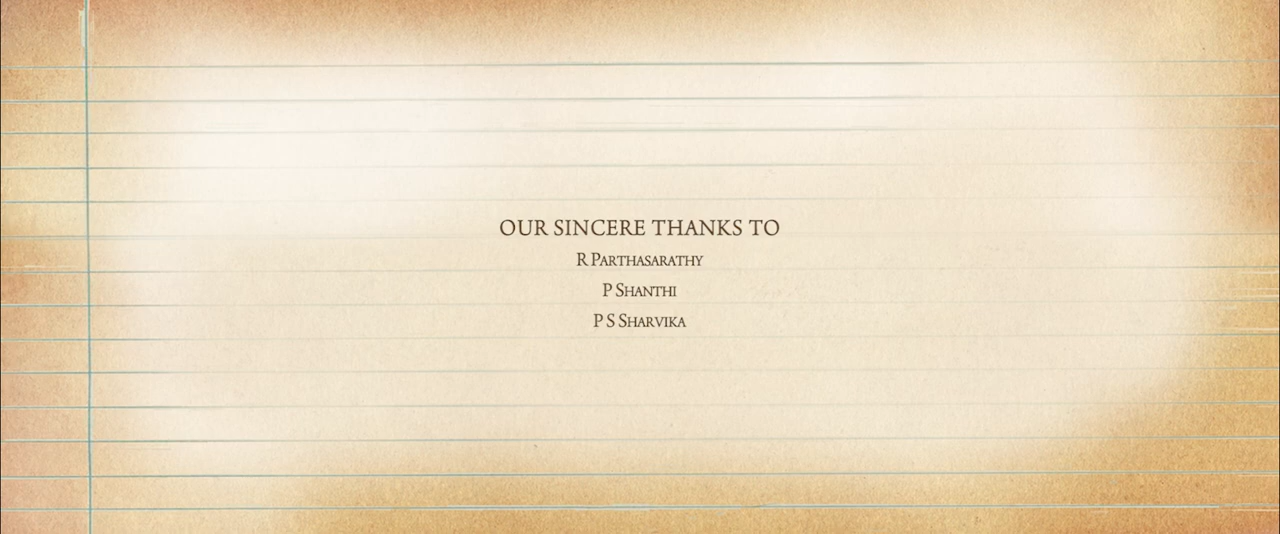 OUR SINCERE THANKS TO
R PARTHASARATHY
P SHANTHI
P S SHARVIKA